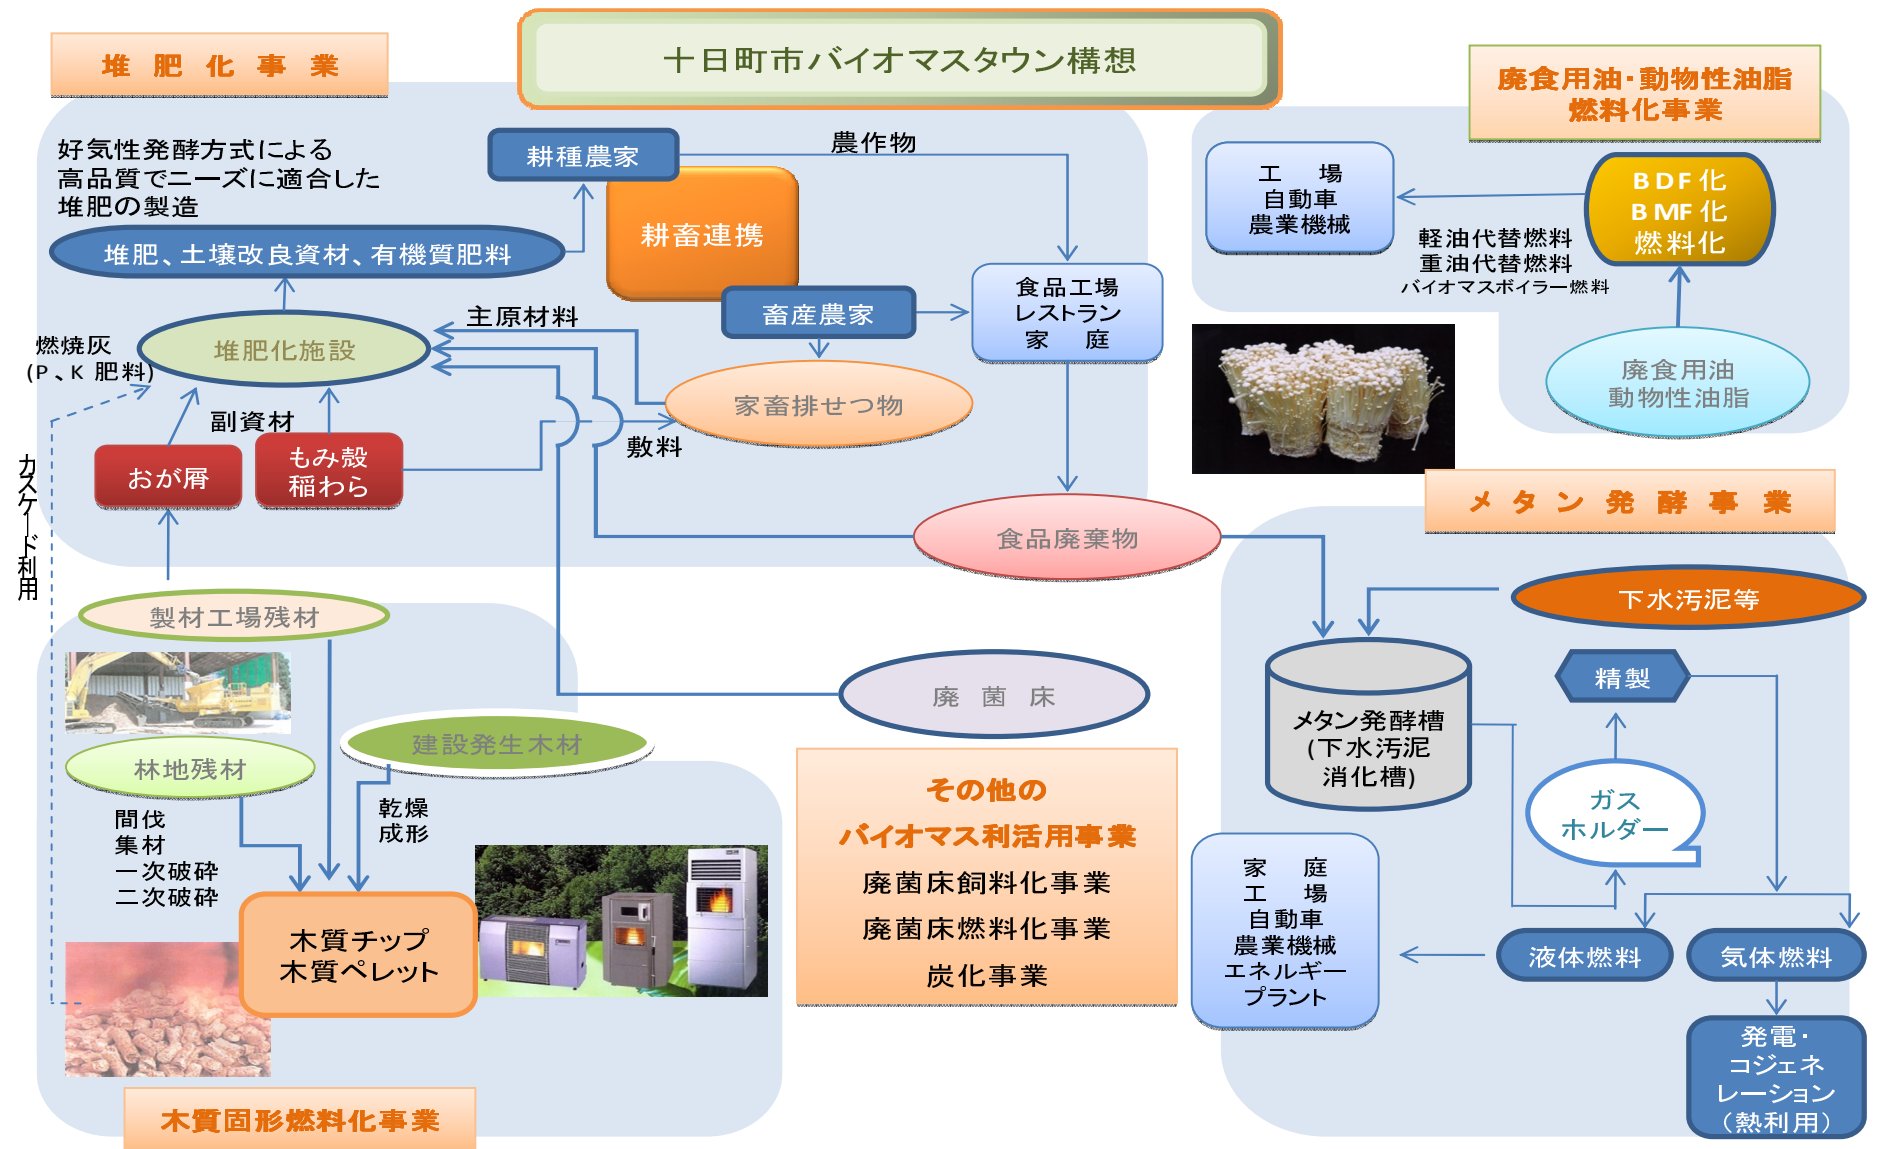 十日町市バイオマスタウン構想
堆肥化事業
好気性発酵方式による
高品質でニーズに適合した
堆肥の製造
耕種農家
農作物
耕畜連携
堆肥、土壌改良資材、有機質肥料
畜産農家
食品工場
レストラン
家 庭
主原材料
堆肥化施設
燃焼灰
(P、K 肥料)
副資材
おが屑
もみ殻
稲わら
家畜排せつ物
敷料
食品廃棄物
カスケード利用
廃食用油・動物性油脂
燃料化事業
工 場
自動車
農業機械
BDF化
BMF化
燃料化
軽油代替燃料
重油代替燃料
バイオマスボイラー燃料
廃食用油
動物性油脂
メタン発酵事業
下水汚泥等
精製
メタン発酵槽
(下水汚泥
消化槽)
ガス
ホルダー
家 庭
工 場
自動車
農業機械
エネルギー
プラント
液体燃料
気体燃料
発電・
コジェネ
レーション
（熱利用）
製材工場残材
林地残材
建設発生木材
間伐
集材
一次破砕
二次破砕
乾燥
成形
木質チップ
木質ペレット
木質固形燃料化事業
廃 菌 床
その他の
バイオマス利活用事業
廃菌床飼料化事業
廃菌床燃料化事業
炭化事業